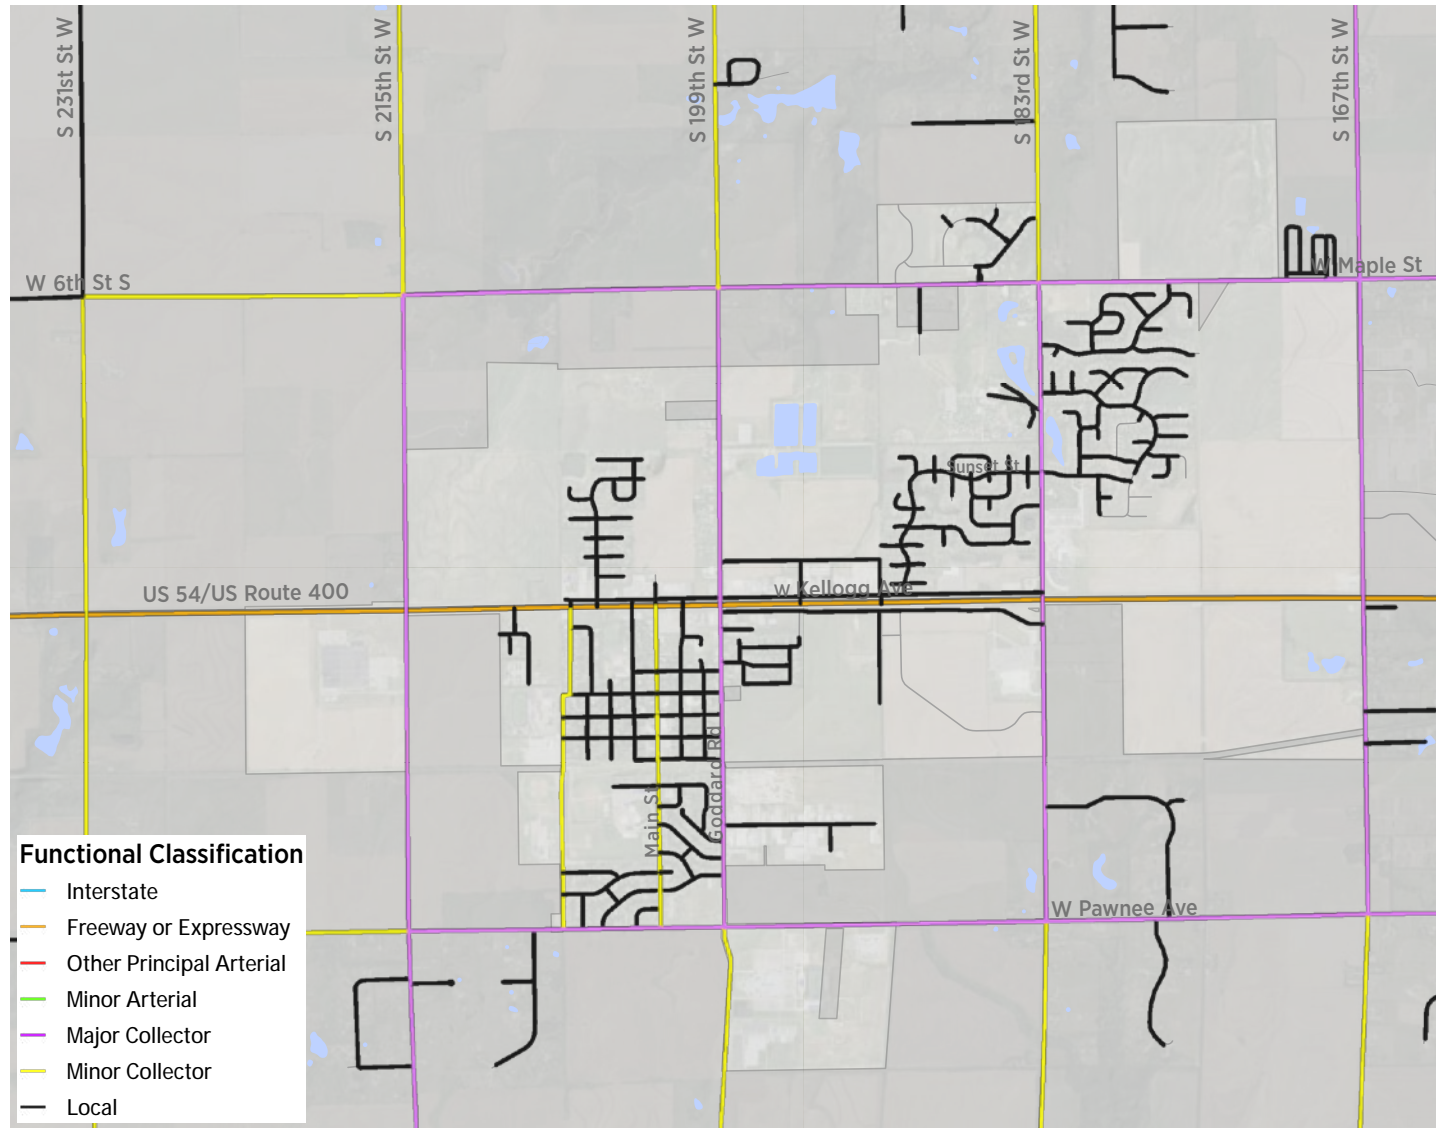 S 231st St W
S 215th St W
S 199th St W
S 183rd St W
S 167th St W
W 6th St S
W Maple St
Sunset St
US 54/US Route 400
W Kellogg Ave
Goddard Rd
Main St
W Pawnee Ave
Functional Classification
Interstate
Freeway or Expressway
Other Principal Arterial
Minor Arterial
Major Collector
Minor Collector
Local